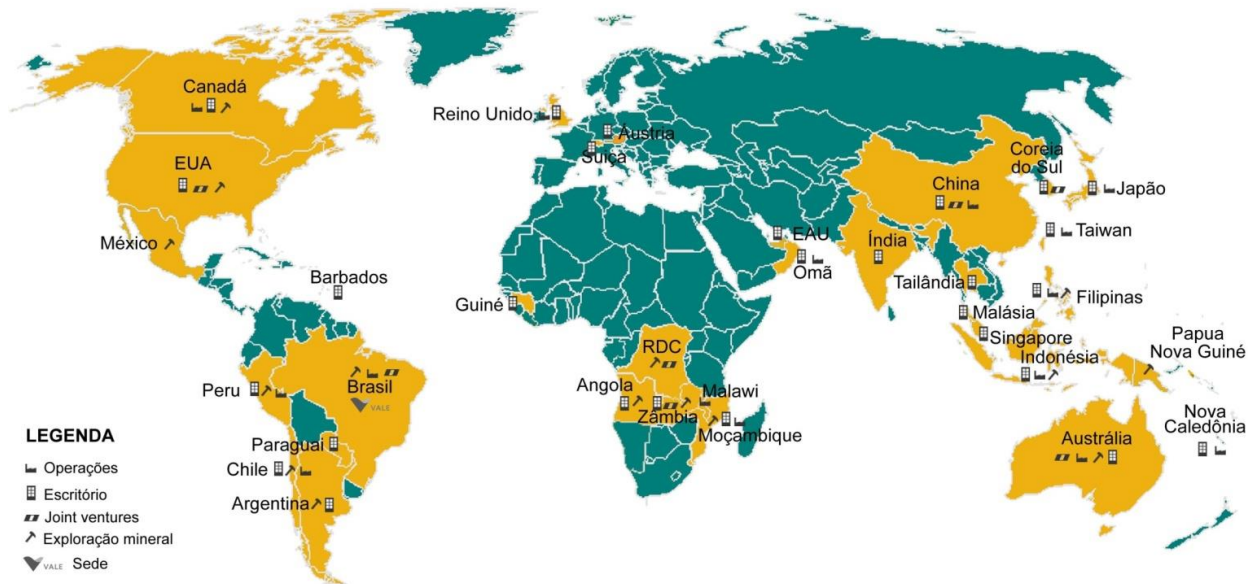 Canadá
EUA
México
Barbados
Peru
Brasil
VALE
Paraguai
Chile
Argentina
Reino Unido
Áustria
Suiça
Guiné
RDC
Angola
Zâmbia
Malawi
Moçambique
EAU
Omã
Índia
China
Coreia
do Sul
Japão
Taiwan
Tailândia
Filipinas
Malásia
Singapore
Indonésia
Papua
Nova Guiné
Austrália
Nova
Caledônia
LEGENDA
Operações
Escritório
Joint ventures
Exploração mineral
VALE Sede